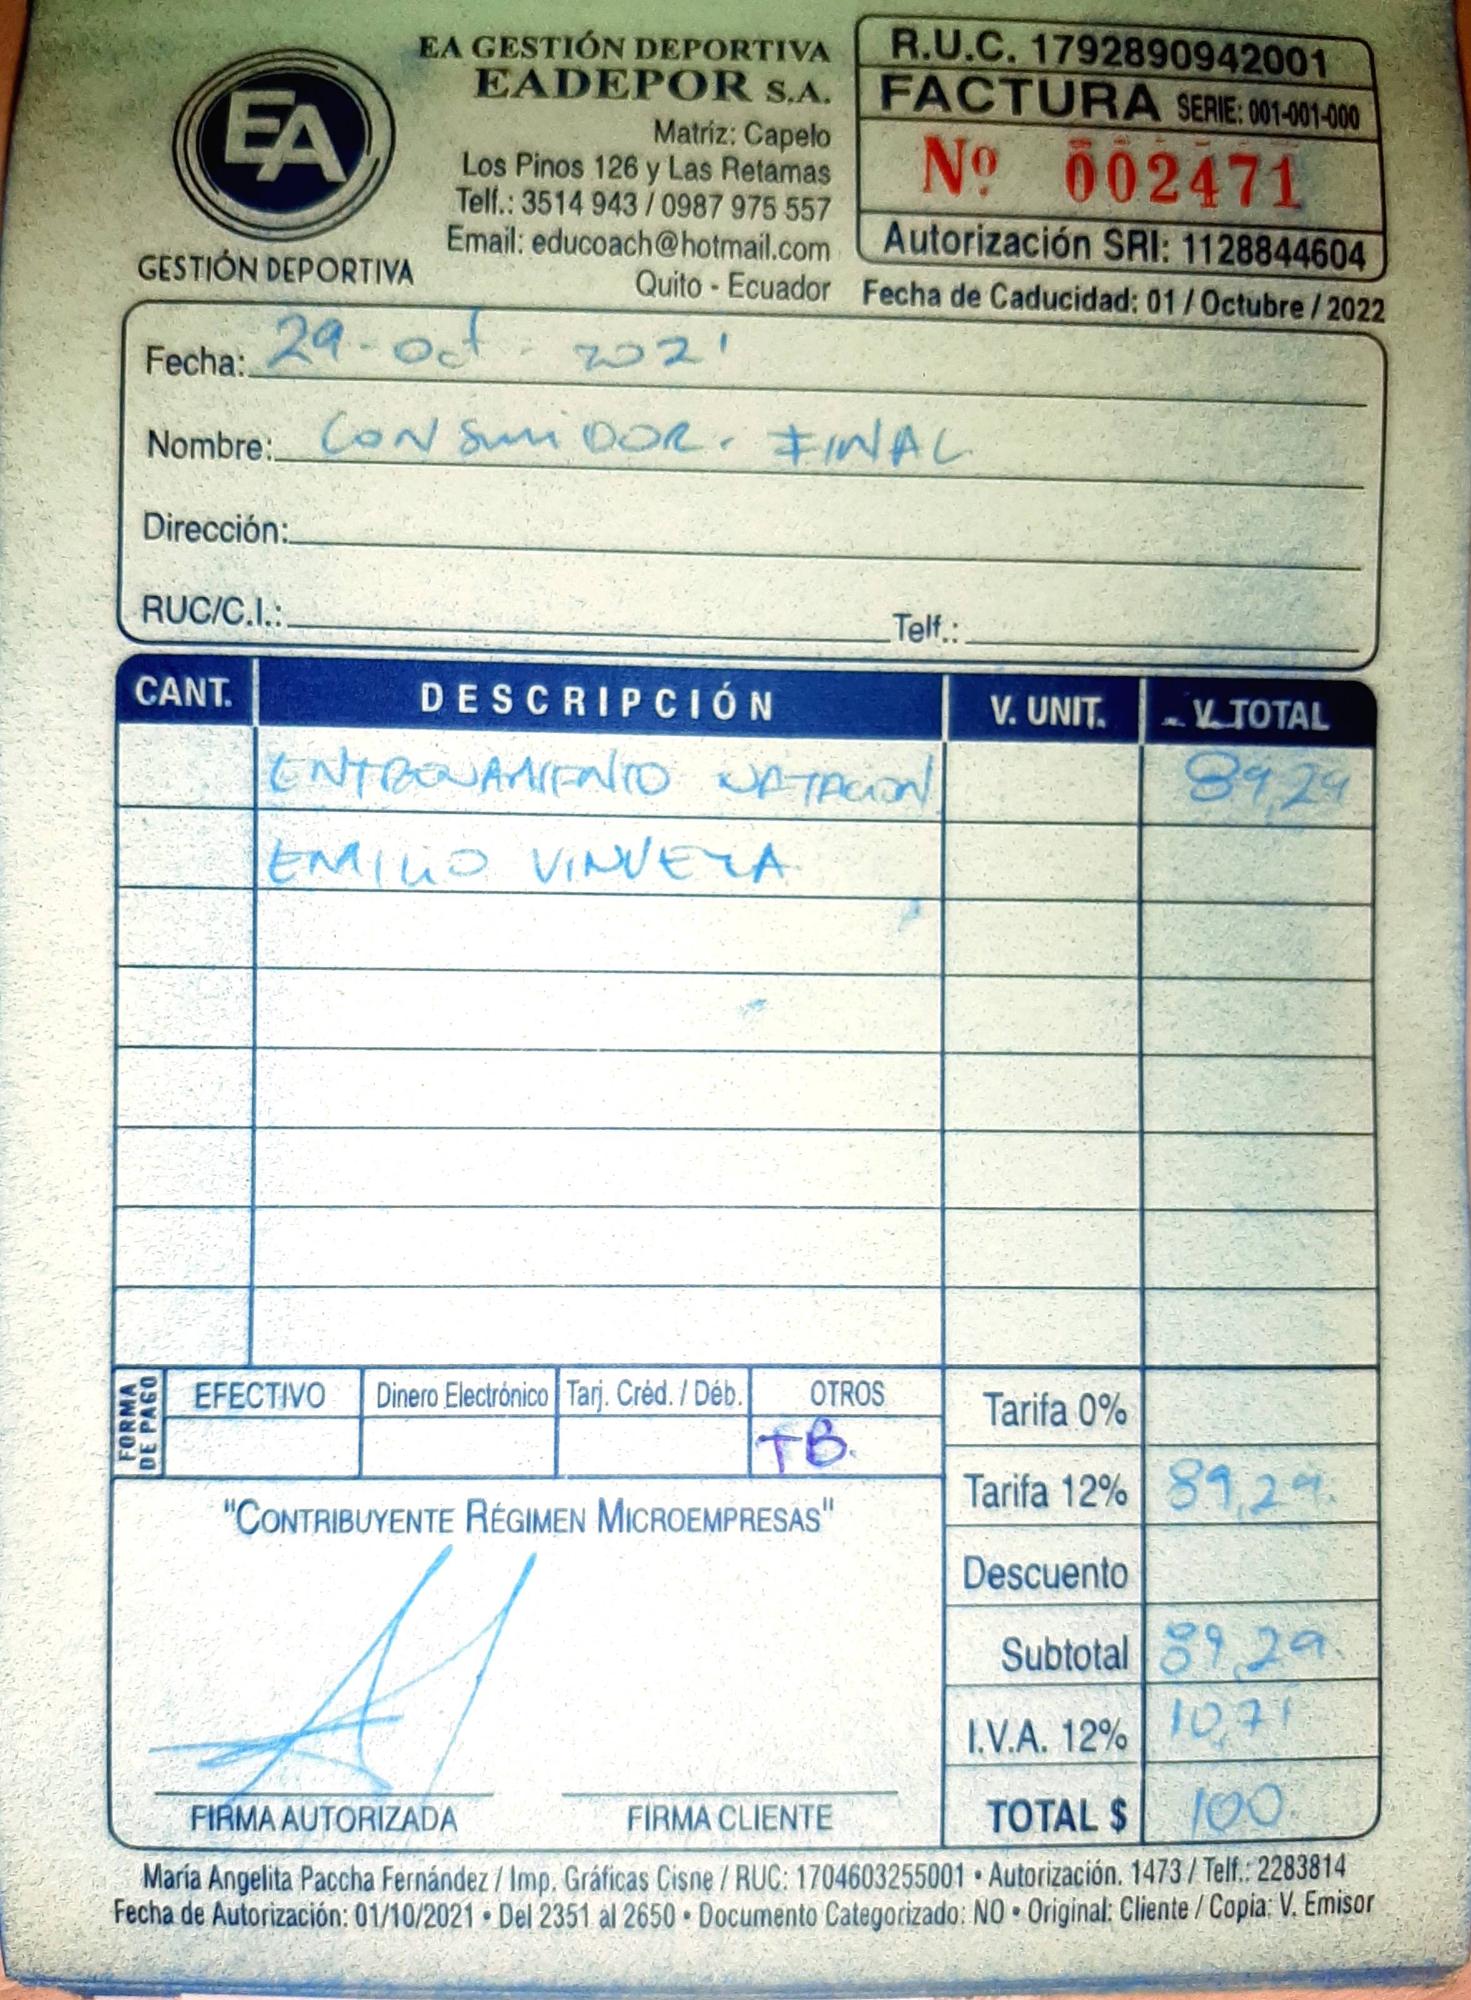 EA
GESTIÓN DEPORTIVA
EA GESTIÓN DEPORTIVA
EADEPOR S.A.
Matríz: Capelo
Los Pinos 126 y Las Retamas
Telf.: 3514 943 / 0987 975 557
Email: educoach@hotmail.com
Quito - Ecuador
R.U.C. 1792890942001
FACTURA SERIE: 001-001-000
Nº 002471
Autorización SRI: 1128844604
Fecha de Caducidad: 01 / Octubre / 2022
Fecha: 29-Oct-2021
Nombre: CONSUMIDOR. FINAL
Dirección:
RUC/C.I.: Telf.:
CANT. DESCRIPCIÓN V. UNIT. V. TOTAL
ENTRENAMIENTO NATACION 89,29
EMILIO
FORMA DE PAGO
EFECTIVO Dinero Electrónico Tarj. Créd. / Déb. OTROS
TB.
Tarifa 0%
Tarifa 12% 89,29.
Descuento
Subtotal 89,29.
I.V.A. 12% 10,71
TOTAL $ 100
"CONTRIBUYENTE RÉGIMEN MICROEMPRESAS"
FIRMA AUTORIZADA FIRMA CLIENTE
María Angelita Paccha Fernández / Imp. Gráficas Cisne / RUC: 1704603255001 • Autorización. 1473 / Telf.: 2283814
Fecha de Autorización: 01/10/2021 • Del 2351 al 2650 • Documento Categorizado: NO • Original: Cliente / Copia: V. Emisor